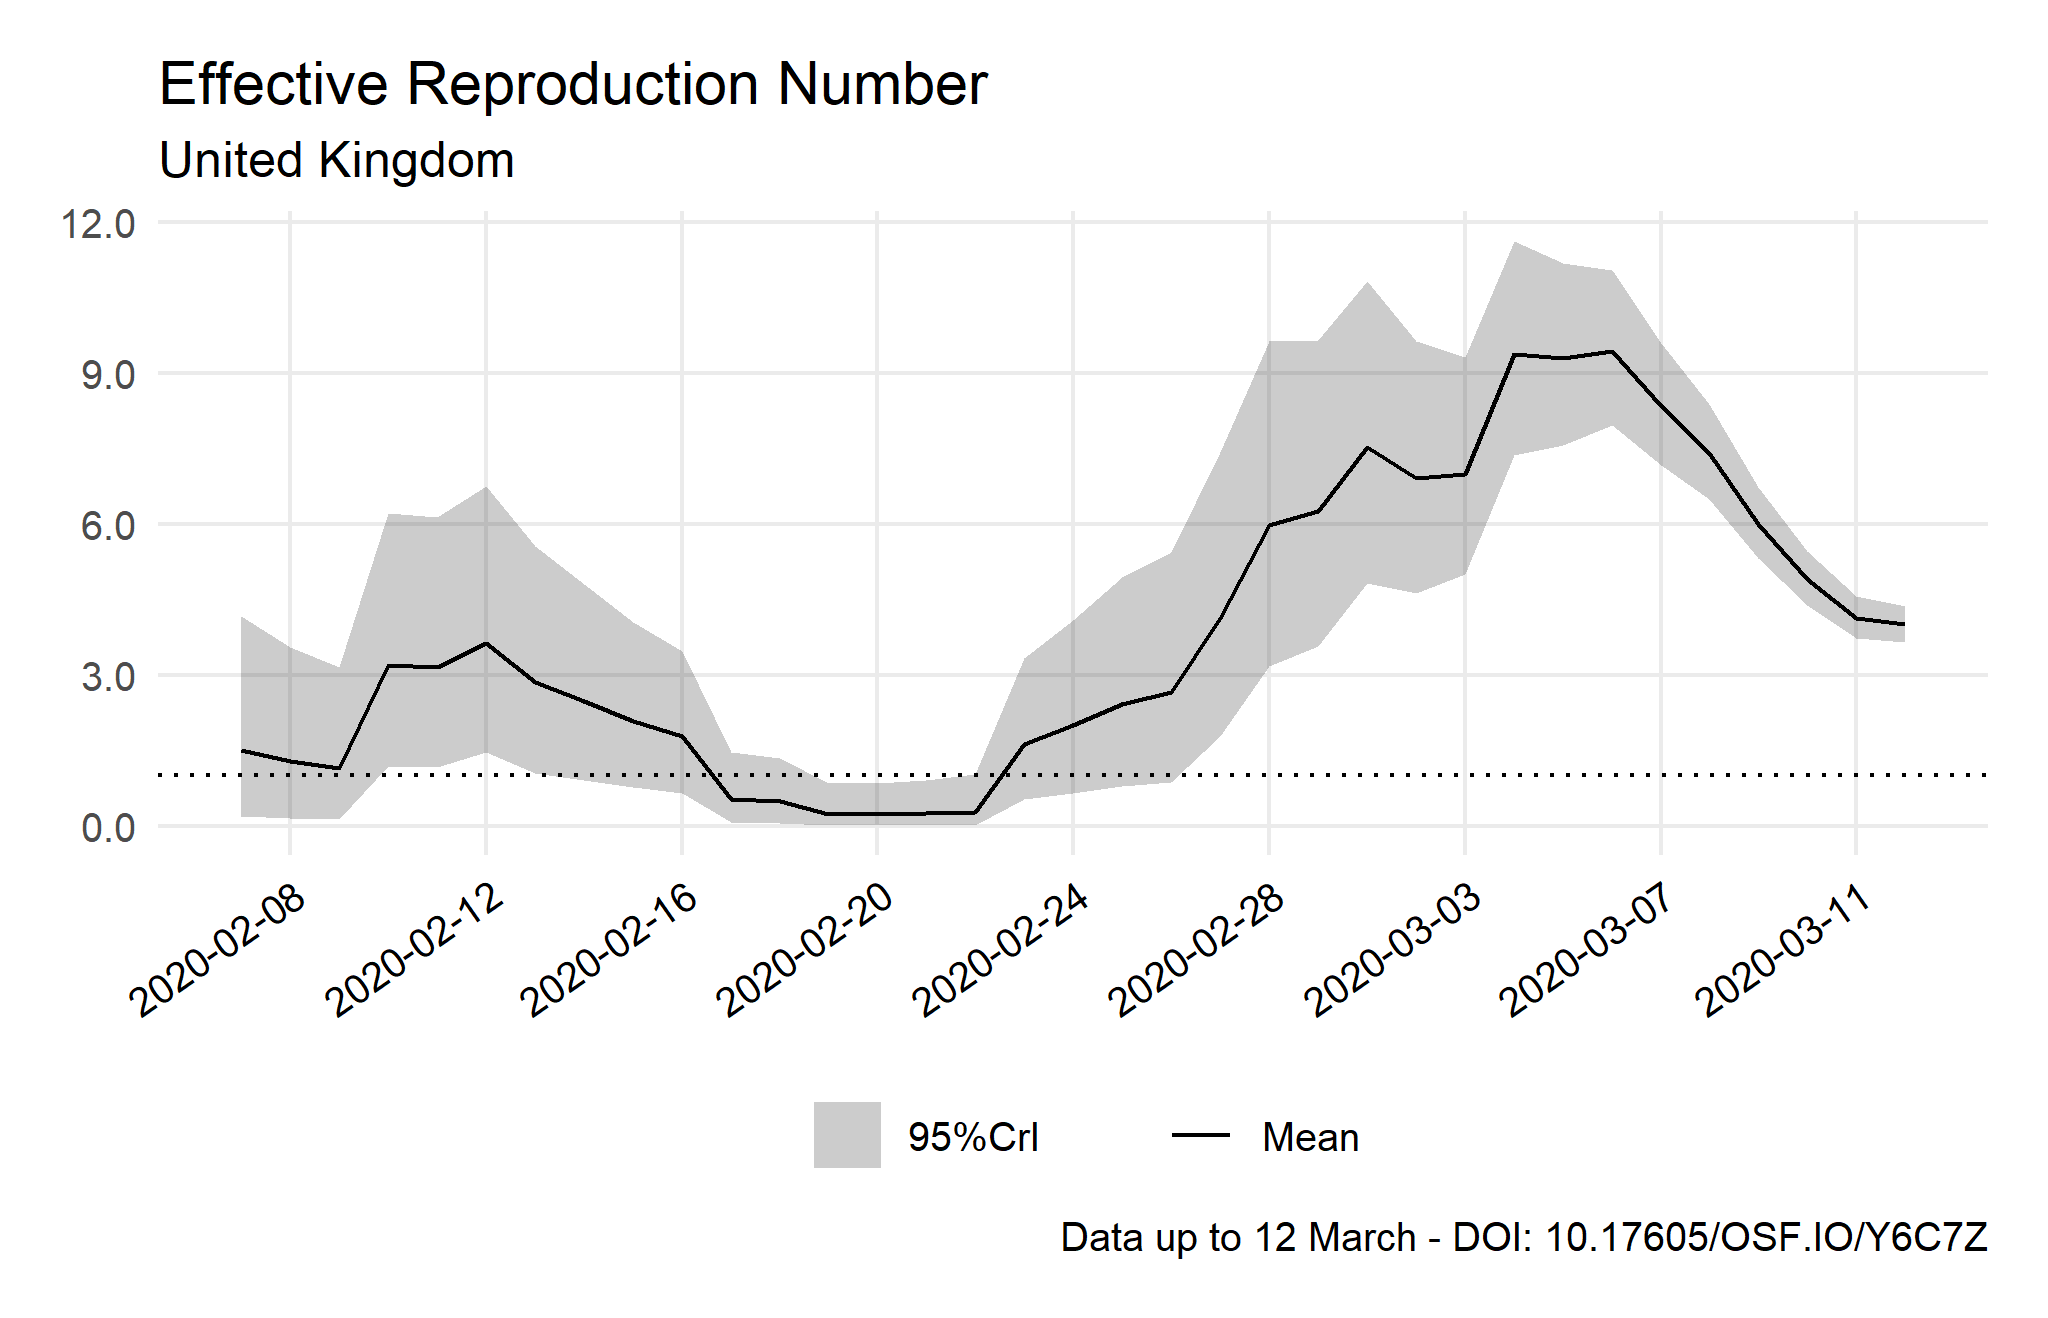 Effective Reproduction Number
United Kingdom
12.0
9.0
6.0
3.0
0.0
2020-02-08
2020-02-12
2020-02-16
2020-02-20
2020-02-24
2020-02-28
2020-03-03
2020-03-07
2020-03-11
95%CrI
Mean
Data up to 12 March - DOI: 10.17605/OSF.IO/Y6C7Z